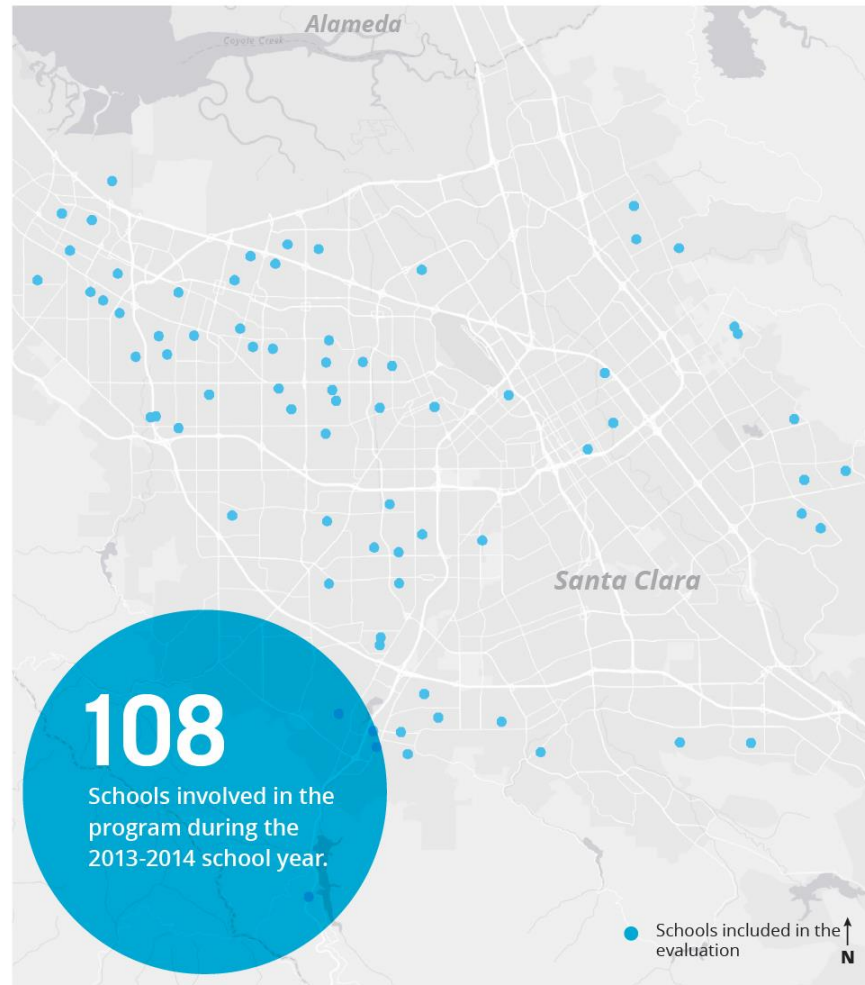 Alameda
Coyote Creek
Santa Clara
108
Schools involved in the
program during the
2013-2014 school year.
Schools included in the
evaluation
N